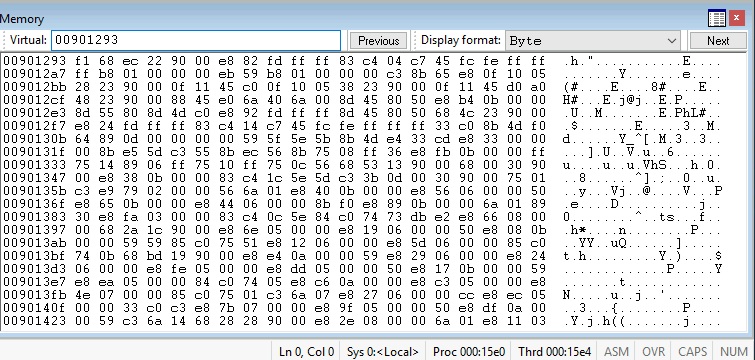 Memory
Virtual: 00901293 Previous Display format: Byte Next
00901293 f1 68 ec 22 90 00 e8 82 fd ff ff 83 c4 04 c7 45 fc fe ff ff .h."...........E....
009012a7 ff b8 01 00 00 00 eb 59 b8 01 00 00 00 c3 8b 65 e8 0f 10 05 .......Y.......e....
009012bb 28 23 90 00 0f 11 45 c0 0f 10 05 38 23 90 00 0f 11 45 d0 a0 (#....E....8#....E..
009012cf 48 23 90 00 88 45 e0 6a 40 6a 00 8d 45 80 50 e8 b4 0b 00 00 H#...E.j@j..E.P.....
009012e3 8d 55 80 8d 4d c0 e8 92 fd ff ff 8d 45 80 50 68 4c 23 90 00 .U..M.......E.PhL#..
009012f7 e8 24 fd ff ff 83 c4 14 c7 45 fc fe ff ff ff 33 c0 8b 4d f0 .$.......E.....3..M.
0090130b 64 89 0d 00 00 00 00 59 5f 5e 5b 8b 4d e4 33 cd e8 33 00 00 d......Y_^[.M.3..3..
0090131f 00 8b e5 5d c3 55 8b ec 56 8b 75 08 ff 36 e8 fb 0b 00 00 ff ...].U..V.u..6......
00901333 75 14 89 06 ff 75 10 ff 75 0c 56 68 53 13 90 00 68 00 30 90 u....u..u.VhS...h.0.
00901347 00 e8 38 0b 00 00 83 c4 1c 5e 5d c3 3b 0d 00 30 90 00 75 01 ..8......^].;..0..u.
0090135b c3 e9 79 02 00 00 56 6a 01 e8 40 0b 00 00 e8 56 06 00 00 50 ..y...Vj..@....V...P
0090136f e8 65 0b 00 00 e8 44 06 00 00 8b f0 e8 89 0b 00 00 6a 01 89 .e....D..........j..
00901383 30 e8 fa 03 00 00 83 c4 0c 5e 84 c0 74 73 db e2 e8 66 08 00 0........^..ts...f..
00901397 00 68 2a 1c 90 00 e8 6e 05 00 00 e8 19 06 00 00 50 e8 08 0b .h*....n........P...
009013ab 00 00 59 59 85 c0 75 51 e8 12 06 00 00 e8 5d 06 00 00 85 c0 ..YY..uQ......].....
009013bf 74 0b 68 bd 19 90 00 e8 e4 0a 00 00 59 e8 29 06 00 00 e8 24 t.h.........Y.)....$
009013d3 06 00 00 e8 fe 05 00 00 e8 dd 05 00 00 50 e8 17 0b 00 00 59 .............P.....Y
009013e7 e8 ea 05 00 00 84 c0 74 05 e8 c6 0a 00 00 e8 c3 05 00 00 e8 .......t............
009013fb 4e 07 00 00 85 c0 75 01 c3 6a 07 e8 27 06 00 00 cc e8 ec 05 N.....u..j..'.......
0090140f 00 00 33 c0 c3 e8 7b 07 00 00 e8 9f 05 00 00 50 e8 df 0a 00 ..3...{........P....
00901423 00 59 c3 6a 14 68 28 28 90 00 e8 2e 08 00 00 6a 01 e8 11 03 .Y.j.h((.......j....
Ln 0, Col 0 Sys 0:<Local> Proc 000:15e0 Thrd 000:15e4 ASM OVR CAPS NUM